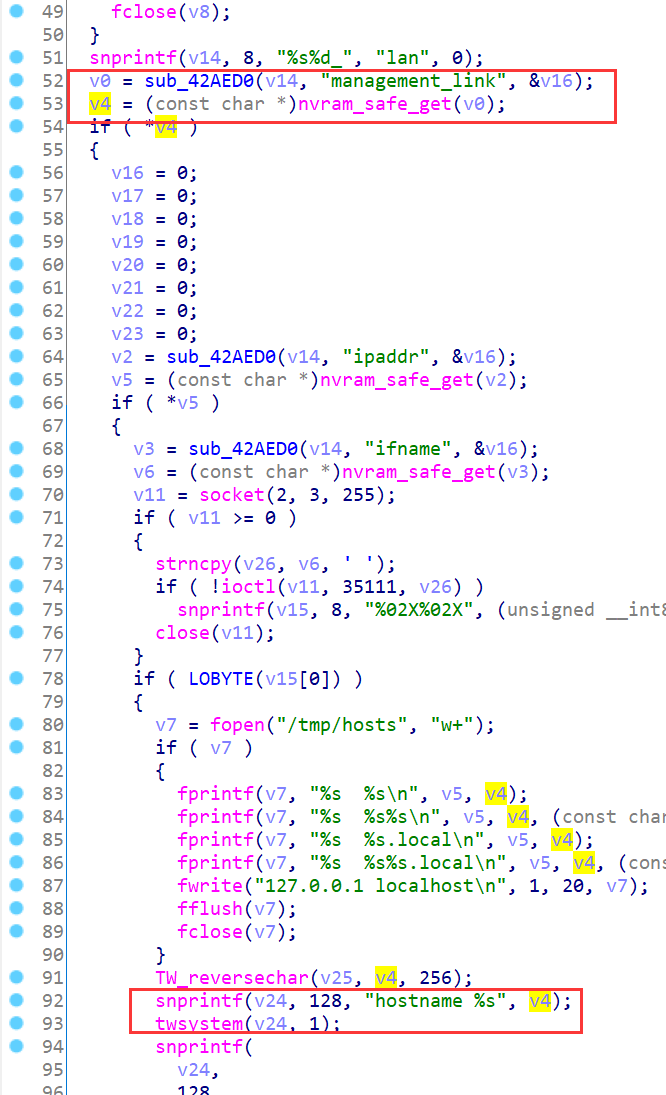 49 fclose(v8);
50 }
51 snprintf(v14, 8, "%s%d_", "lan", 0);
52 v0 = sub_42AED0(v14, "management_link", &v16);
53 v4 = (const char *)nvram_safe_get(v0);
54 if ( *v4 )
55 {
56 v16 = 0;
57 v17 = 0;
58 v18 = 0;
59 v19 = 0;
60 v20 = 0;
61 v21 = 0;
62 v22 = 0;
63 v23 = 0;
64 v2 = sub_42AED0(v14, "ipaddr", &v16);
65 v5 = (const char *)nvram_safe_get(v2);
66 if ( *v5 )
67 {
68 v3 = sub_42AED0(v14, "ifname", &v16);
69 v6 = (const char *)nvram_safe_get(v3);
70 v11 = socket(2, 3, 255);
71 if ( v11 >= 0 )
72 {
73 strncpy(v26, v6, ' ');
74 if ( !ioctl(v11, 35111, v26) )
75 snprintf(v15, 8, "%02X%02X", (unsigned __int8
76 close(v11);
77 }
78 if ( LOBYTE(v15[0]) )
79 {
80 v7 = fopen("/tmp/hosts", "w+");
81 if ( v7 )
82 {
83 fprintf(v7, "%s  %s\n", v5, v4);
84 fprintf(v7, "%s  %s%s\n", v5, v4, (const char
85 fprintf(v7, "%s  %s.local\n", v5, v4);
86 fprintf(v7, "%s  %s%s.local\n", v5, v4, (cons
87 fwrite("127.0.0.1 localhost\n", 1, 20, v7);
88 fflush(v7);
89 fclose(v7);
90 }
91 TW_reversechar(v25, v4, 256);
92 snprintf(v24, 128, "hostname %s", v4);
93 twsystem(v24, 1);
94 snprintf(
95 v24,
96 128